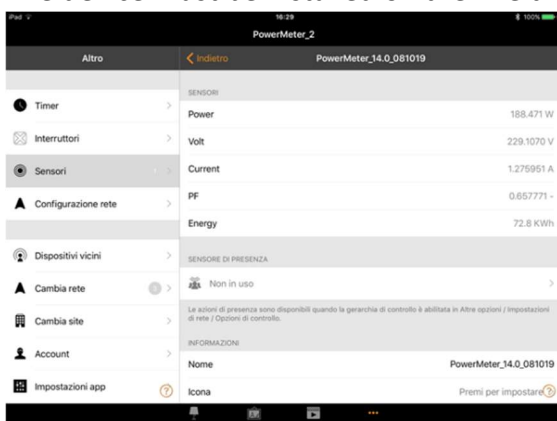 iPad
16:29
100%
PowerMeter_2
Altro
Indietro
PowerMeter_14.0_081019
Timer
Interruttori
Sensori
Configurazione rete
Dispositivi vicini
Cambia rete
Cambia site
Account
Impostazioni app
?
SENSORI
Power 188.471 W
Volt 229.1070 V
Current 1.275951 A
PF 0.657771 -
Energy 72.8 KWh
SENSORE DI PRESENZA
Non in uso
Le azioni di presenza sono disponibili quando la gerarchia di controllo è abilitata in Altre opzioni / Impostazioni
di rete / Opzioni di controllo.
INFORMAZIONI
Nome PowerMeter_14.0_081019
Icona Premi per impostare
?